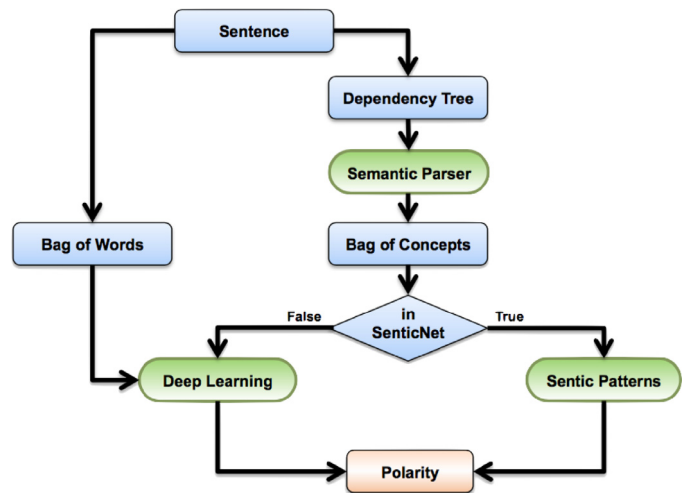 Sentence
Dependency Tree
Semantic Parser
Bag of Words
Bag of Concepts
False
in
SenticNet
True
Deep Learning
Sentic Patterns
Polarity